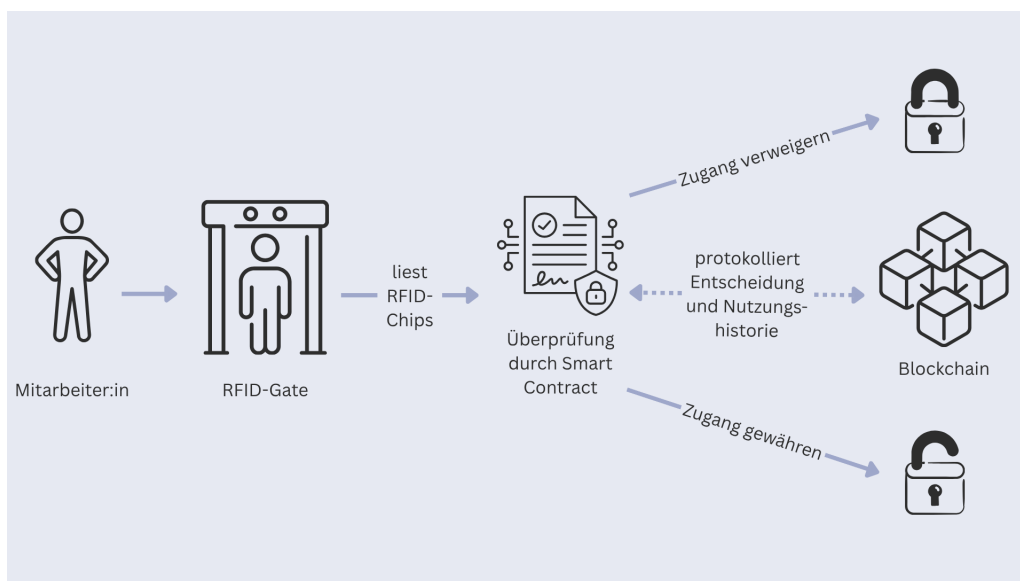 Mitarbeiter:in
RFID-Gate
liest
RFID-
Chips
Überprüfung
durch Smart
Contract
Zugang verweigern
protokolliert
Entscheidung
und Nutzungs-
historie
Zugang gewähren
Blockchain